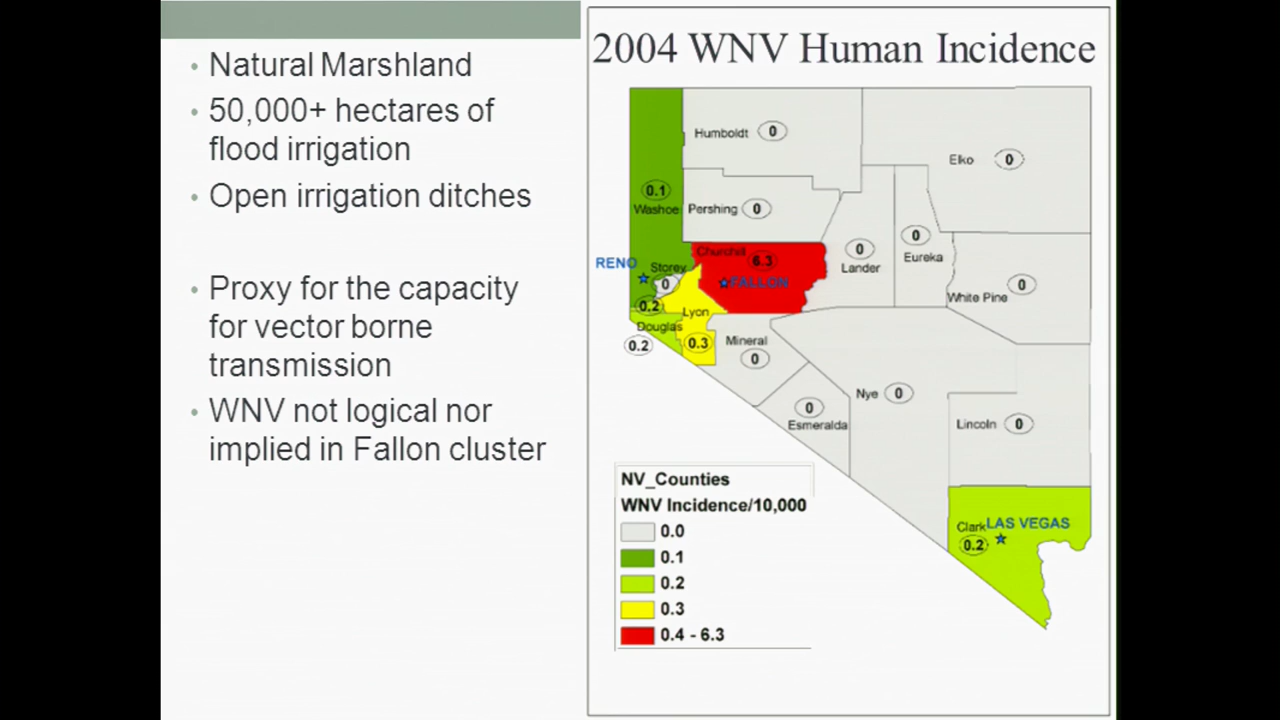 Natural Marshland
50,000+ hectares of
flood irrigation
Open irrigation ditches
Proxy for the capacity
for vector borne
transmission
WNV not logical nor
implied in Fallon cluster
2004 WNV Human Incidence
Humboldt 0
Elko 0
0.1
Washoe
Pershing 0
Churchill 6.3
0
Lander
0
Eureka
RENO
Storey
0
FALLON
White Pine 0
0.2
Lyon
Douglas
0.2
0.3
Mineral
0
Nye 0
0
Esmeralda
Lincoln 0
NV_Counties
WNV Incidence/10,000
0.0
0.1
0.2
0.3
0.4 - 6.3
Clark LAS VEGAS
0.2